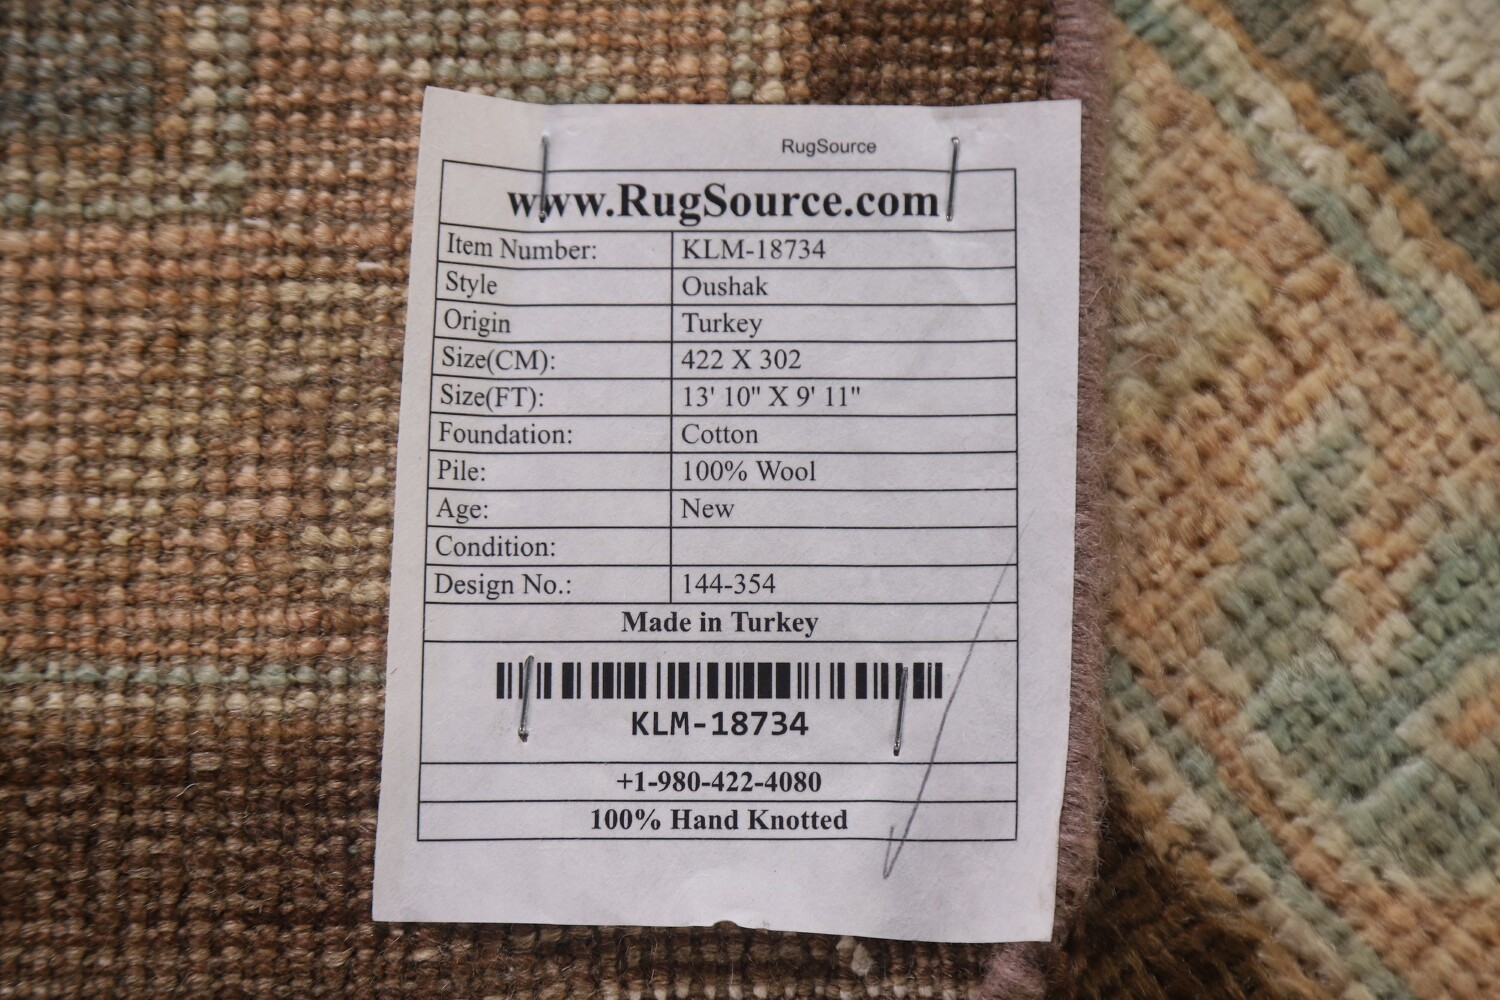 RugSource
www.RugSource.com
Item Number: KLM-18734
Style Oushak
Origin Turkey
Size(CM): 422 X 302
Size(FT): 13' 10" X 9' 11"
Foundation: Cotton
Pile: 100% Wool
Age: New
Condition:
Design No.: 144-354
Made in Turkey
KLM-18734
+1-980-422-4080
100% Hand Knotted